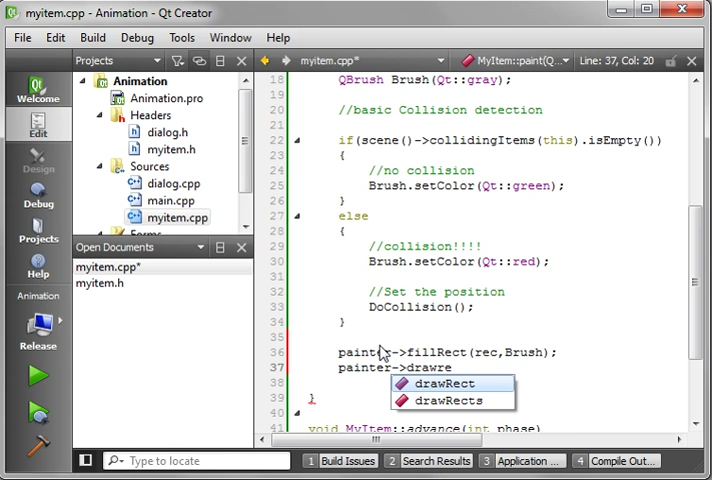 myitem.cpp - Animation - Qt Creator
File Edit Build Debug Tools Window Help
Projects
myitem.cpp* MyItem::paint(Q... Line: 37, Col: 20
Welcome
Edit
Design
Debug
Projects
Help
Animation
Release
Animation
Animation.pro
Headers
dialog.h
myitem.h
Sources
dialog.cpp
main.cpp
myitem.cpp
Open Documents
myitem.cpp*
myitem.h
18 QBrush Brush(Qt::gray);
19
20 //basic Collision detection
21
22 if(scene()->collidingItems(this).isEmpty())
23 {
24 //no collision
25 Brush.setColor(Qt::green);
26 }
27 else
28 {
29 //collision!!!!
30 Brush.setColor(Qt::red);
31
32 //Set the position
33 DoCollision();
34 }
35
36 painter->fillRect(rec,Brush);
37 painter->drawre
drawRect
38
drawRects
39 }
40
41 void MyItem::advance(int phase)
Type to locate
1 Build Issues 2 Search Results 3 Application ... 4 Compile Out...